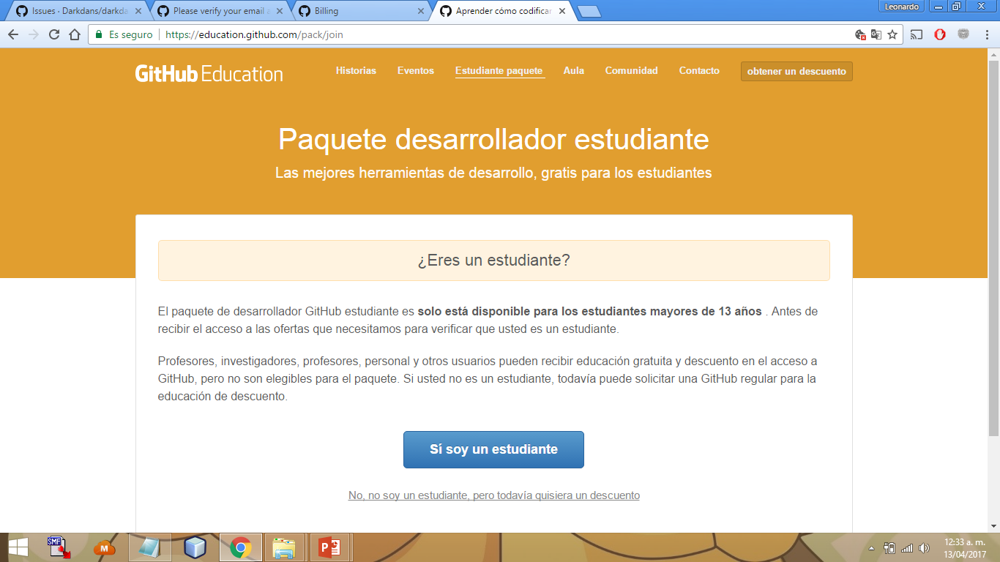 Issues · Darkdans/darkda
Please verify your email a
Billing
Aprender cómo codificar
Leonardo
Es seguro
https://education.github.com/pack/join
GitHub Education
Historias
Eventos
Estudiante paquete
Aula
Comunidad
Contacto
obtener un descuento
Paquete desarrollador estudiante
Las mejores herramientas de desarrollo, gratis para los estudiantes
¿Eres un estudiante?
El paquete de desarrollador GitHub estudiante es solo está disponible para los estudiantes mayores de 13 años . Antes de
recibir el acceso a las ofertas que necesitamos para verificar que usted es un estudiante.
Profesores, investigadores, profesores, personal y otros usuarios pueden recibir educación gratuita y descuento en el acceso a
GitHub, pero no son elegibles para el paquete. Si usted no es un estudiante, todavía puede solicitar una GitHub regular para la
educación de descuento.
Sí soy un estudiante
No, no soy un estudiante, pero todavía quisiera un descuento
SMF
M
P
12:33 a. m.
13/04/2017